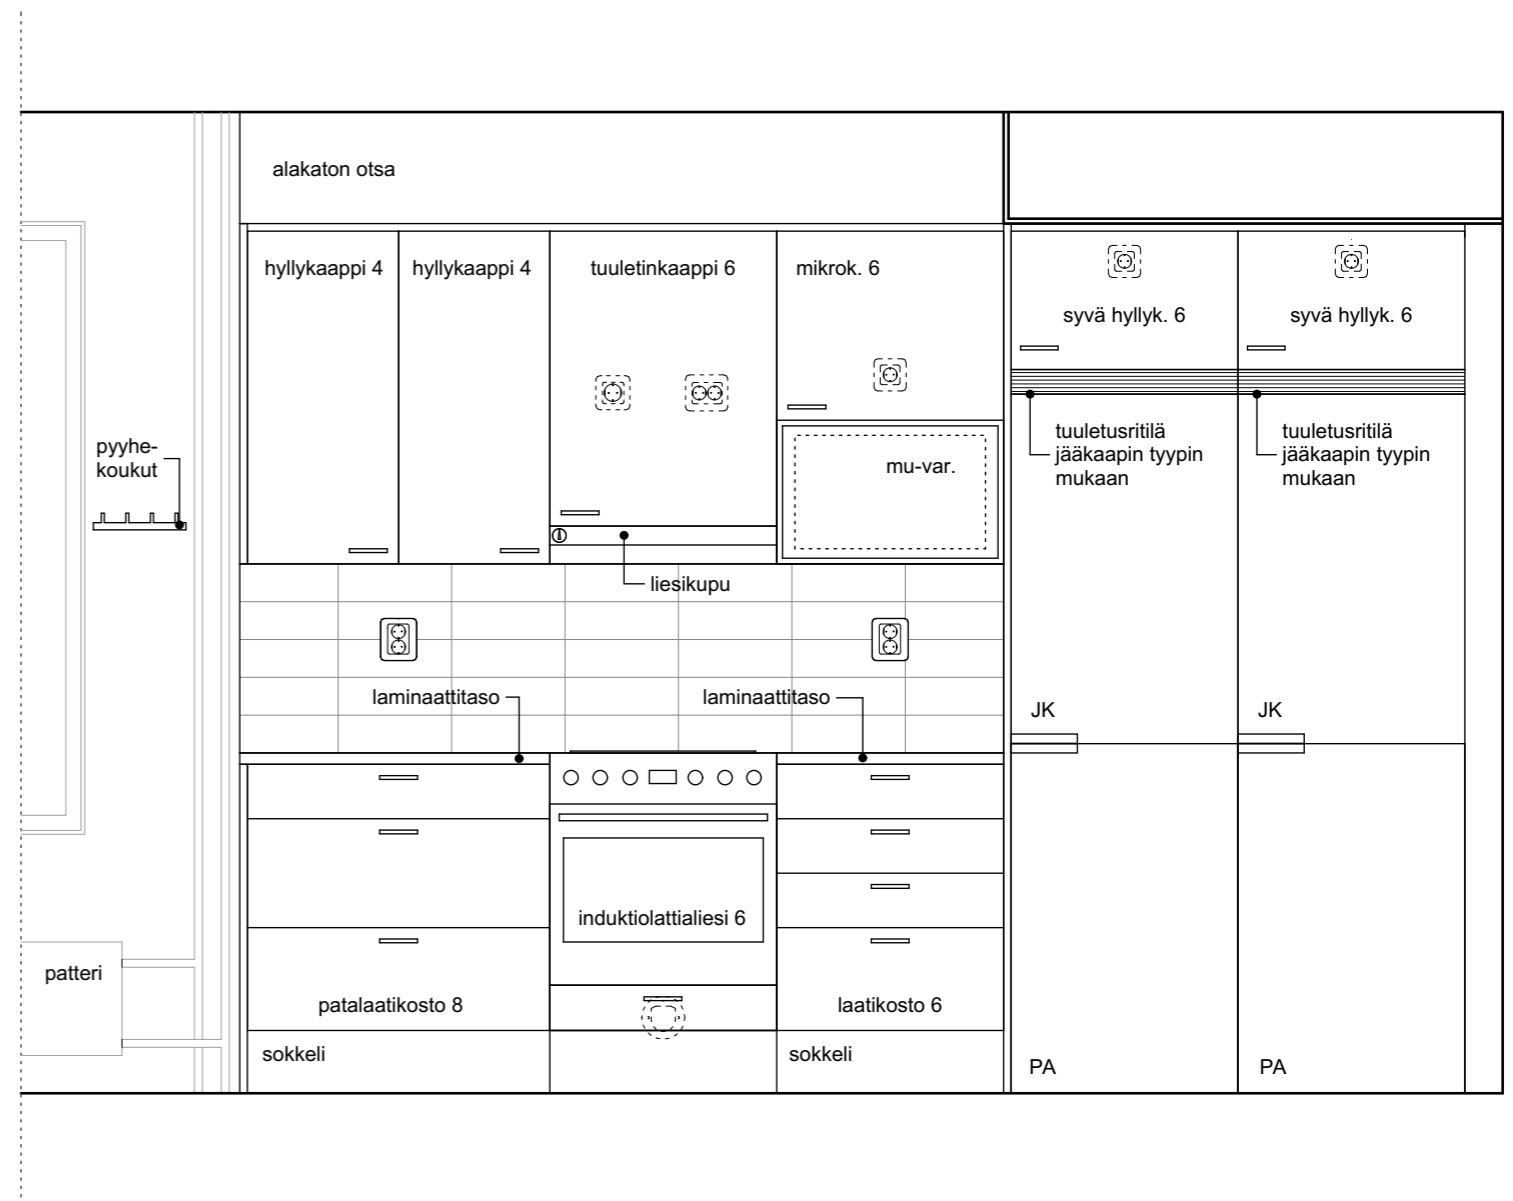 alakaton otsa
hyllykaappi 4
hyllykaappi 4
tuuletinkaappi 6
mikrok. 6
syvä hyllyk. 6
syvä hyllyk. 6
pyyhe-
koukut
mu-var.
tuuletusritilä
jääkaapin tyypin
mukaan
tuuletusritilä
jääkaapin tyypin
mukaan
liesikupu
laminaattitaso
laminaattitaso
JK
JK
induktiolattialiesi 6
patteri
patalaatikosto 8
laatikosto 6
sokkeli
sokkeli
PA
PA